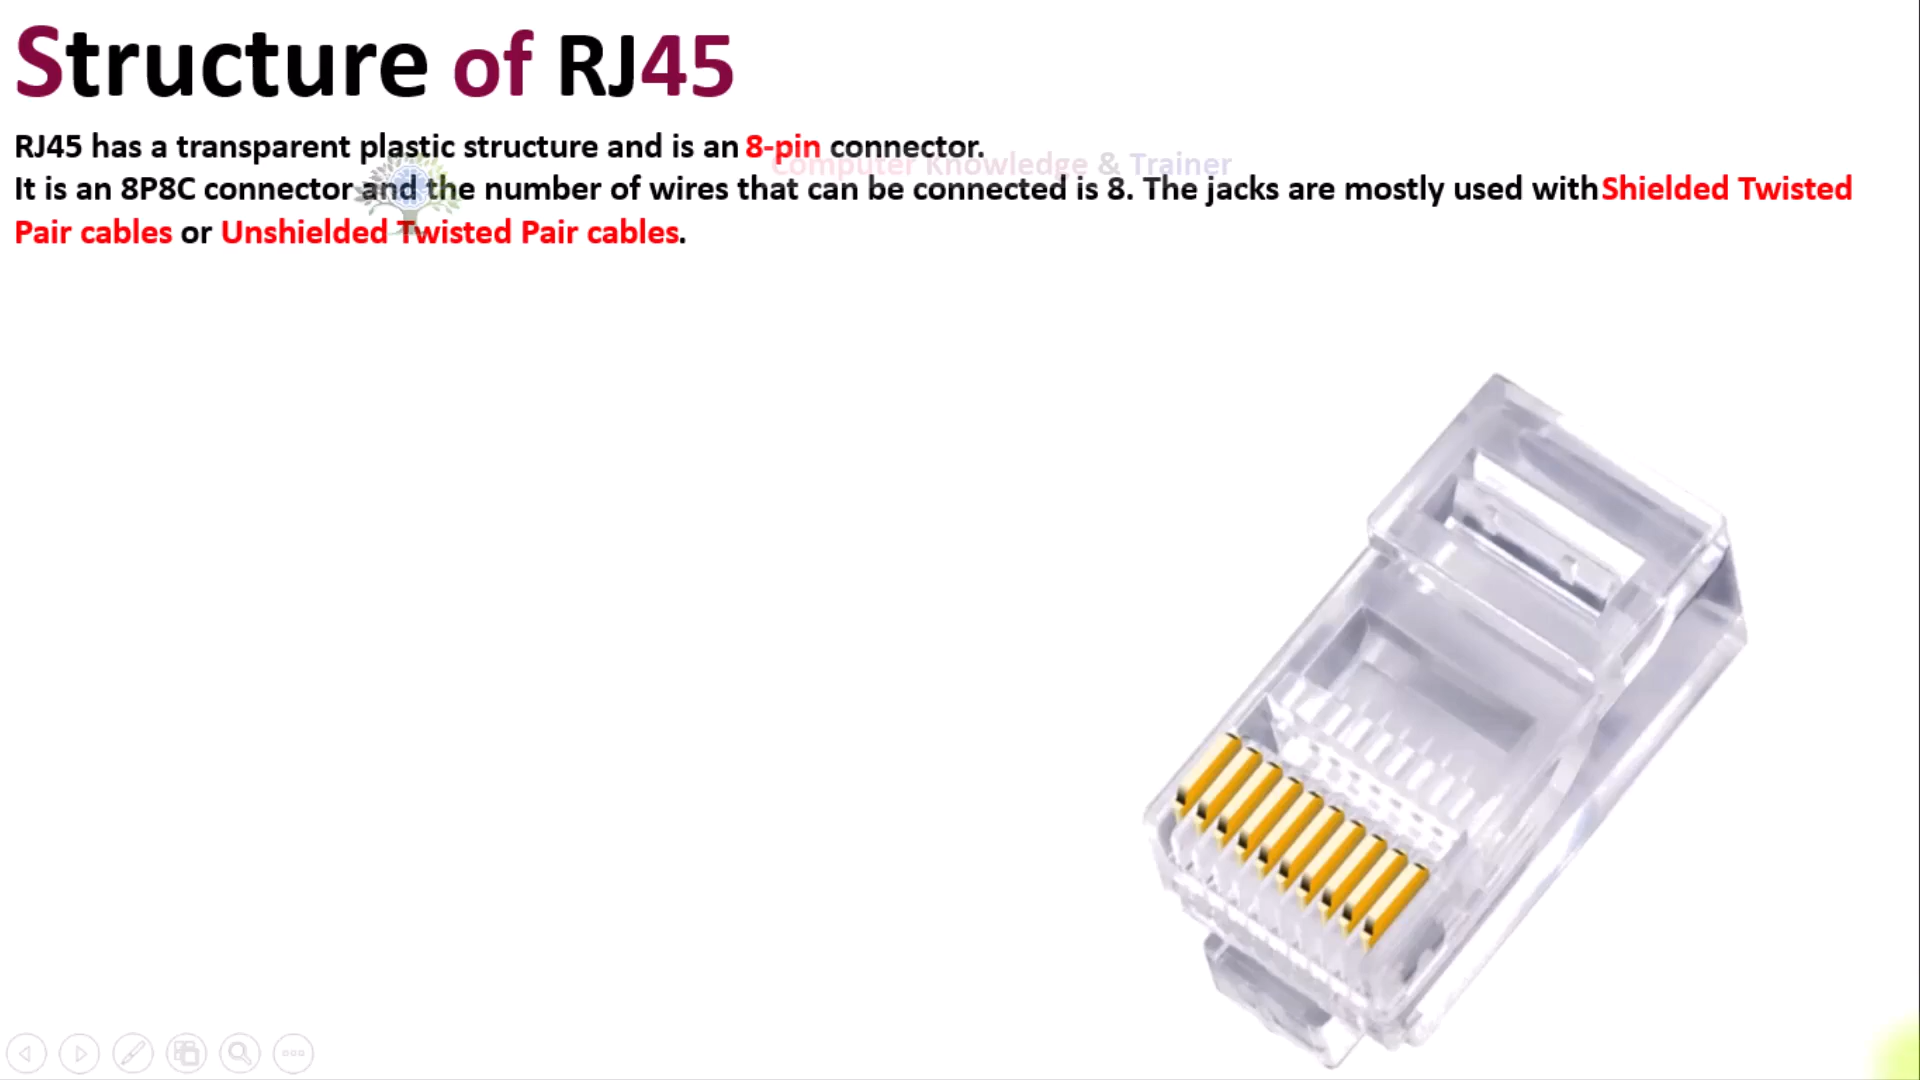 Structure of RJ45
RJ45 has a transparent plastic structure and is an 8-pin connector.
Computer Knowledge & Trainer
It is an 8P8C connector and the number of wires that can be connected is 8. The jacks are mostly used with Shielded Twisted
Pair cables or Unshielded Twisted Pair cables.